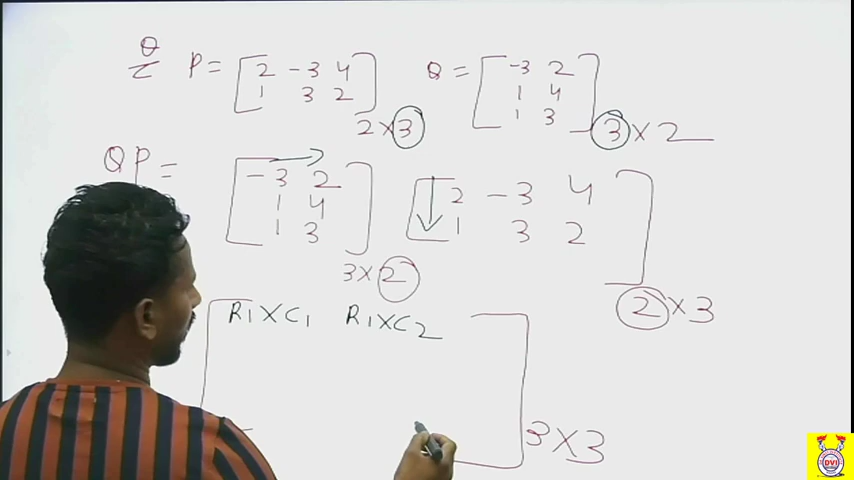 Q P = [ 2 -3 4 Q = [ -3 2
1 3 2 ] 1 4
2 × 3 1 3 ] 3 × 2
QP = [ -3 2 [ 2 -3 4
1 4 1 3 2 ]
1 3 ]
3 × 2 2 × 3
R1×C1 R1×C2
3×3
DVI